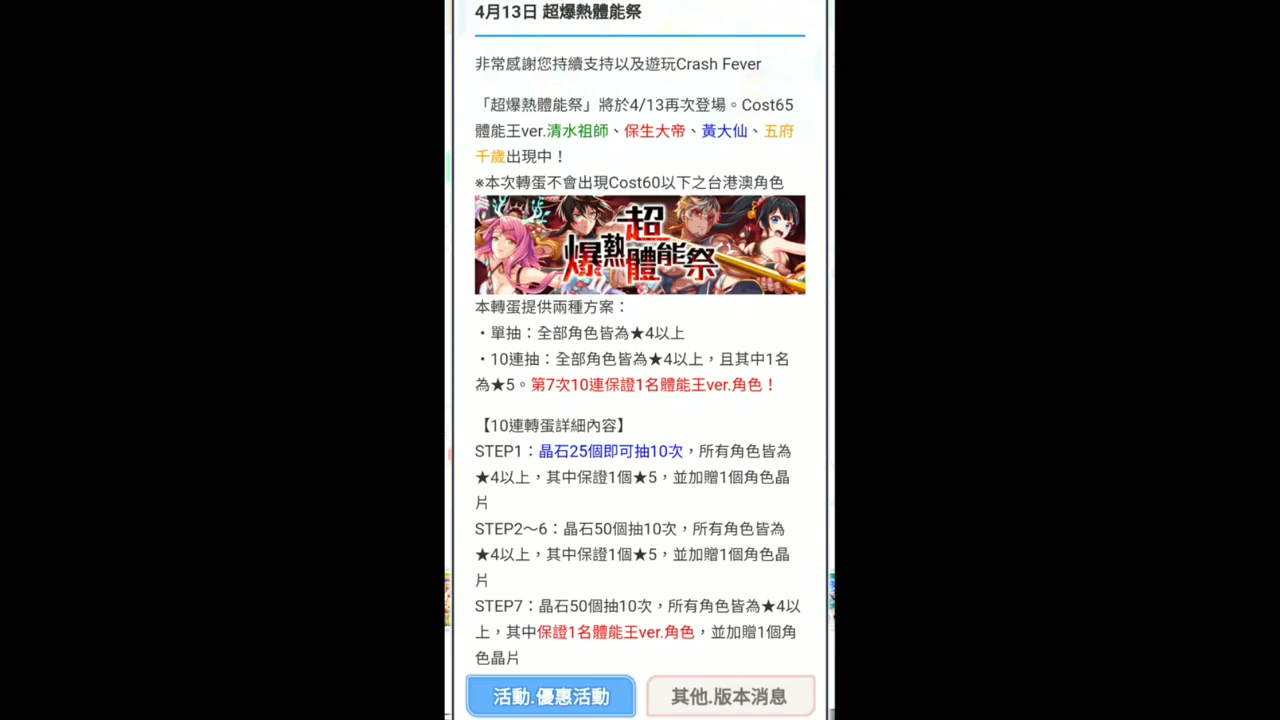 4月13日 超爆熱體能祭
非常感謝您持續支持以及遊玩Crash Fever
「超爆熱體能祭」將於4/13再次登場。Cost65
體能王ver.清水祖師、保生大帝、黃大仙、五府
千歲出現中！
※本次轉蛋不會出現Cost60以下之台港澳角色
超
爆熱體能祭
本轉蛋提供兩種方案：
・單抽：全部角色皆為★4以上
・10連抽：全部角色皆為★4以上，且其中1名
為★5。第7次10連保證1名體能王ver.角色！
【10連轉蛋詳細內容】
STEP1：晶石25個即可抽10次，所有角色皆為
★4以上，其中保證1個★5，並加贈1個角色晶
片
STEP2～6：晶石50個抽10次，所有角色皆為
★4以上，其中保證1個★5，並加贈1個角色晶
片
STEP7：晶石50個抽10次，所有角色皆為★4以
上，其中保證1名體能王ver.角色，並加贈1個角
色晶片
活動.優惠活動
其他.版本消息